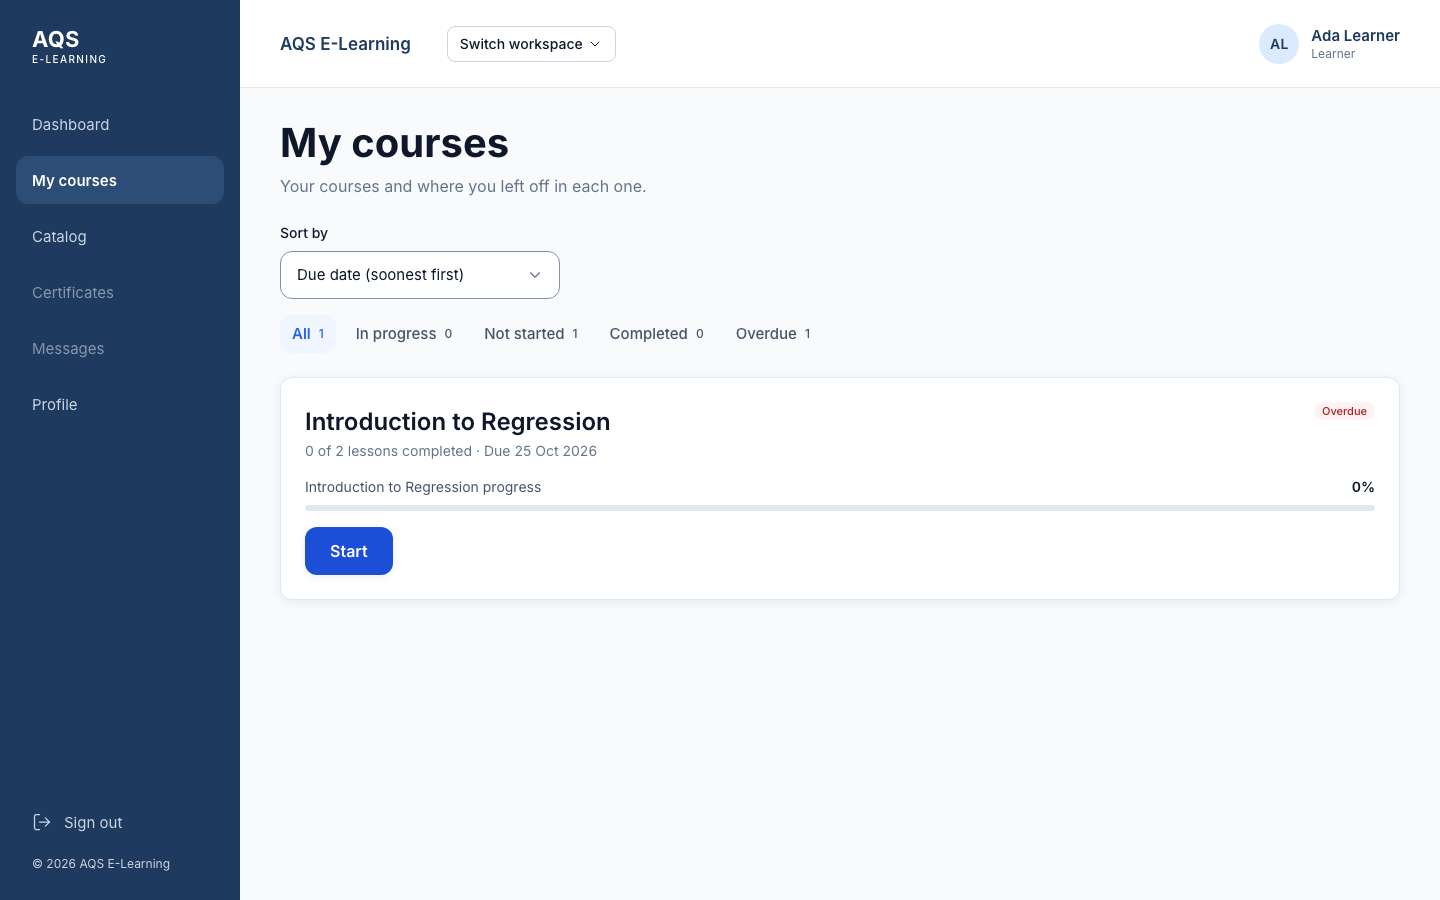 AQS
E-LEARNING
Dashboard
My courses
Catalog
Certificates
Messages
Profile
Sign out
© 2026 AQS E-Learning
AQS E-Learning
Switch workspace
AL
Ada Learner
Learner
My courses
Your courses and where you left off in each one.
Sort by
Due date (soonest first)
All 1 In progress 0 Not started 1 Completed 0 Overdue 1
Introduction to Regression
Overdue
0 of 2 lessons completed · Due 25 Oct 2026
Introduction to Regression progress 0%
Start